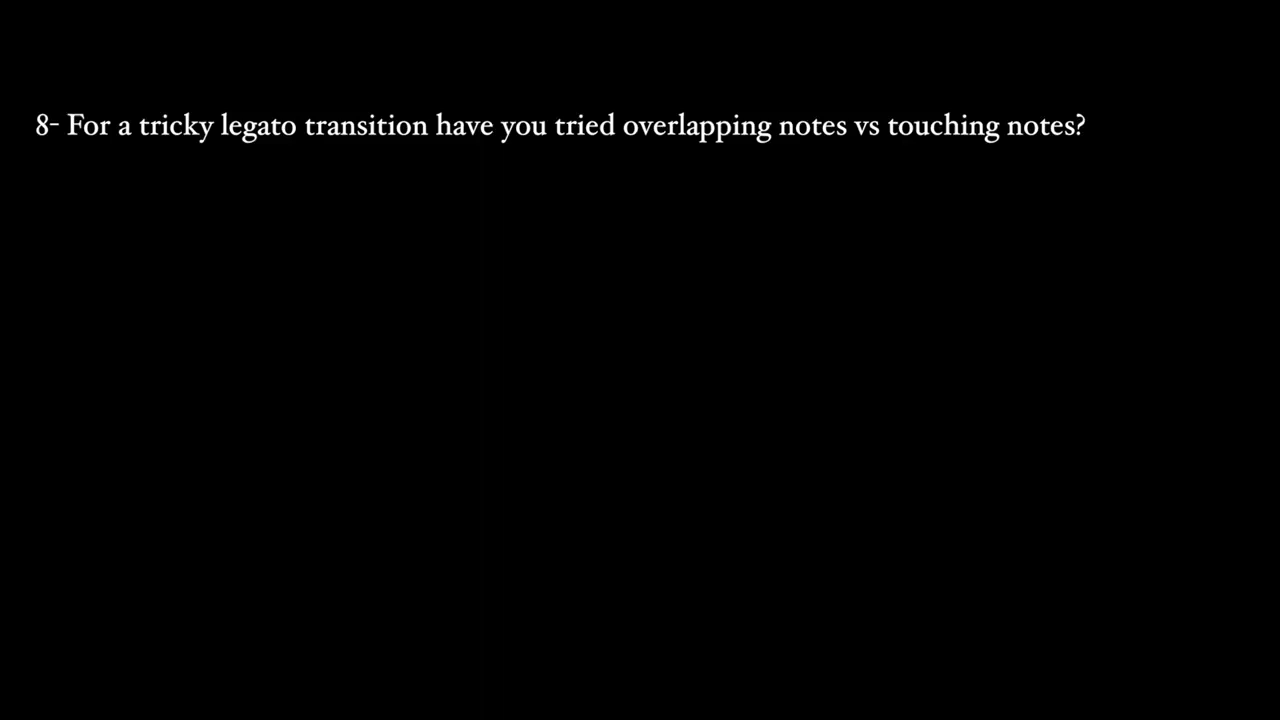 8- For a tricky legato transition have you tried overlapping notes vs touching notes?